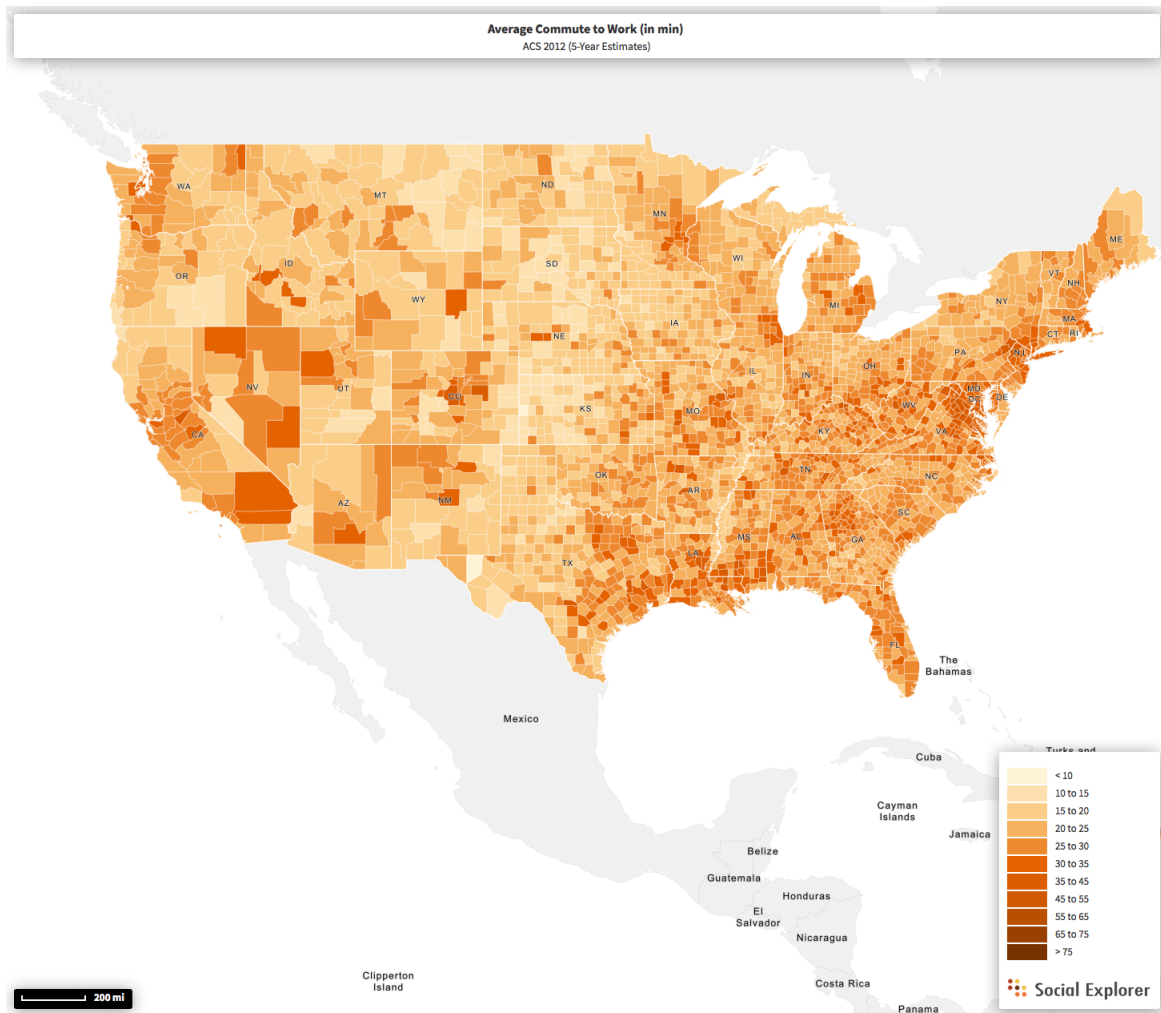 Average Commute to Work (in min)
ACS 2012 (5-Year Estimates)
WA
MT
ND
MN
ME
OR
ID
SD
WI
VT
NH
WY
MI
NY
MA
CT RI
NE
IA
PA
NJ
NV
UT
CO
IL
IN
OH
MD
DC
DE
KS
MO
WV
CA
KY
VA
AZ
NM
OK
AR
TN
NC
SC
TX
LA
MS
AL
GA
FL
The
Bahamas
Mexico
Cuba
Turks and
Cayman
Islands
Jamaica
Belize
Guatemala
Honduras
El
Salvador
Nicaragua
Clipperton
Island
Costa Rica
Panama
< 10
10 to 15
15 to 20
20 to 25
25 to 30
30 to 35
35 to 45
45 to 55
55 to 65
65 to 75
> 75
Social Explorer
200 mi